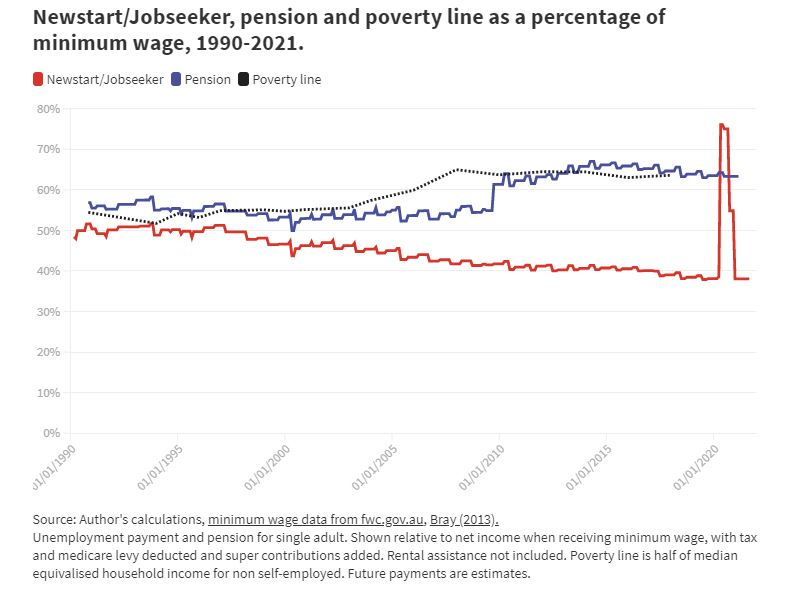 Newstart/Jobseeker, pension and poverty line as a percentage of
minimum wage, 1990-2021.
Newstart/Jobseeker Pension Poverty line
80%
70%
60%
50%
40%
30%
20%
10%
0%
01/01/1990 01/01/1995 01/01/2000 01/01/2005 01/01/2010 01/01/2015 01/01/2020
Source: Author's calculations, minimum wage data from fwc.gov.au, Bray (2013).
Unemployment payment and pension for single adult. Shown relative to net income when receiving minimum wage, with tax
and medicare levy deducted and super contributions added. Rental assistance not included. Poverty line is half of median
equivalised household income for non self-employed. Future payments are estimates.